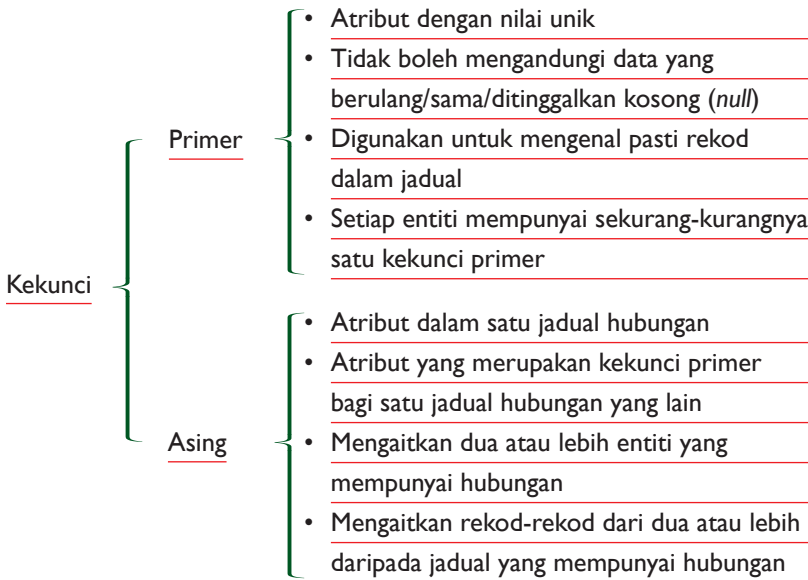 Kekunci
Primer
• Atribut dengan nilai unik
• Tidak boleh mengandungi data yang
berulang/sama/ditinggalkan kosong (null)
• Digunakan untuk mengenal pasti rekod
dalam jadual
• Setiap entiti mempunyai sekurang-kurangnya
satu kekunci primer
Asing
• Atribut dalam satu jadual hubungan
• Atribut yang merupakan kekunci primer
bagi satu jadual hubungan yang lain
• Mengaitkan dua atau lebih entiti yang
mempunyai hubungan
• Mengaitkan rekod-rekod dari dua atau lebih
daripada jadual yang mempunyai hubungan